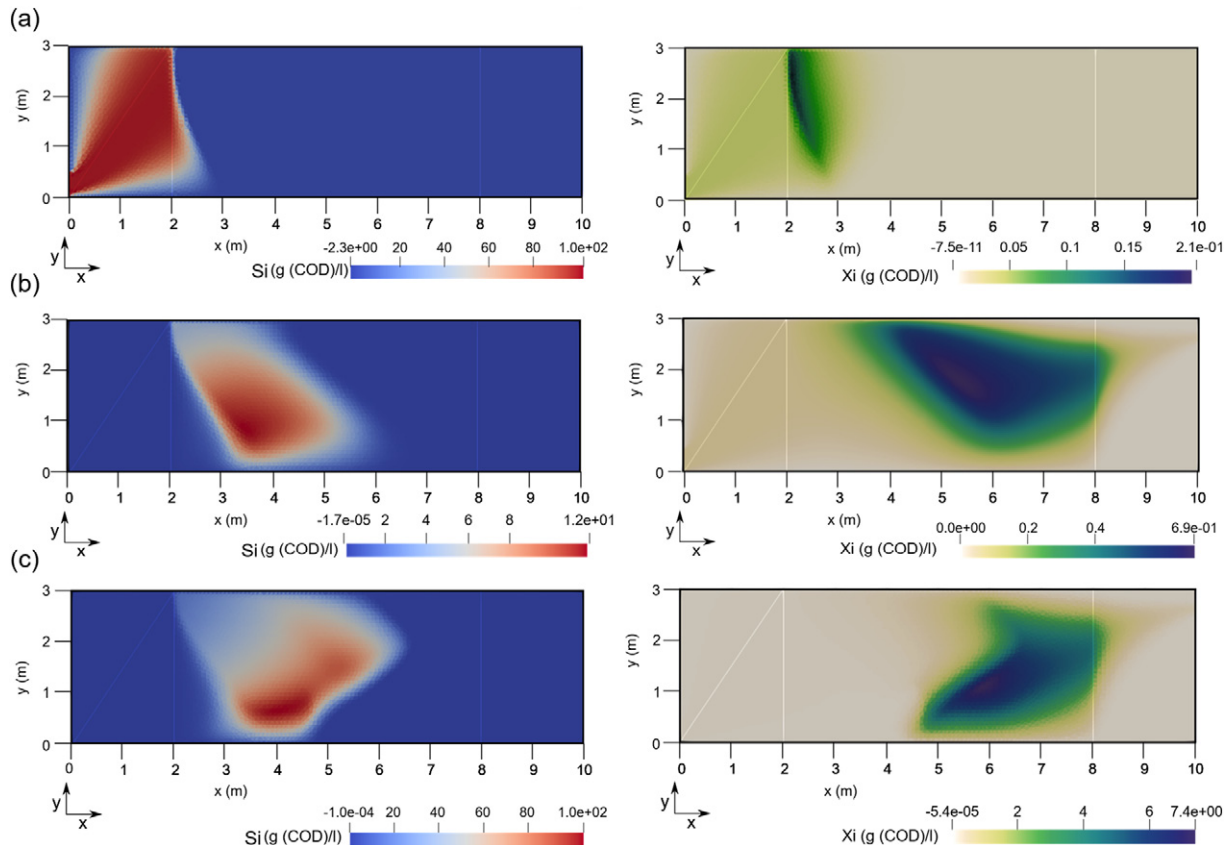 (a)
3
2
1
0
y (m)
0 1 2 3 4 5 6 7 8 9 10
x (m)
y
x
-2.3e+00 20 40 60 80 1.0e+02
Si (g (COD)/l)
3
2
1
0
y (m)
0 1 2 3 4 5 6 7 8 9 10
x (m)
y
x
-7.5e-11 0.05 0.1 0.15 2.1e-01
Xi (g (COD)/l)
(b)
3
2
1
0
y (m)
0 1 2 3 4 5 6 7 8 9 10
x (m)
y
x
-1.7e-05 2 4 6 8 1.2e+01
Si (g (COD)/l)
3
2
1
0
y (m)
0 1 2 3 4 5 6 7 8 9 10
x (m)
y
x
0.0e+00 0.2 0.4 6.9e-01
Xi (g (COD)/l)
(c)
3
2
1
0
y (m)
0 1 2 3 4 5 6 7 8 9 10
x (m)
y
x
-1.0e-04 20 40 60 80 1.0e+02
Si (g (COD)/l)
3
2
1
0
y (m)
0 1 2 3 4 5 6 7 8 9 10
x (m)
y
x
-5.4e-05 2 4 6 7.4e+00
Xi (g (COD)/l)